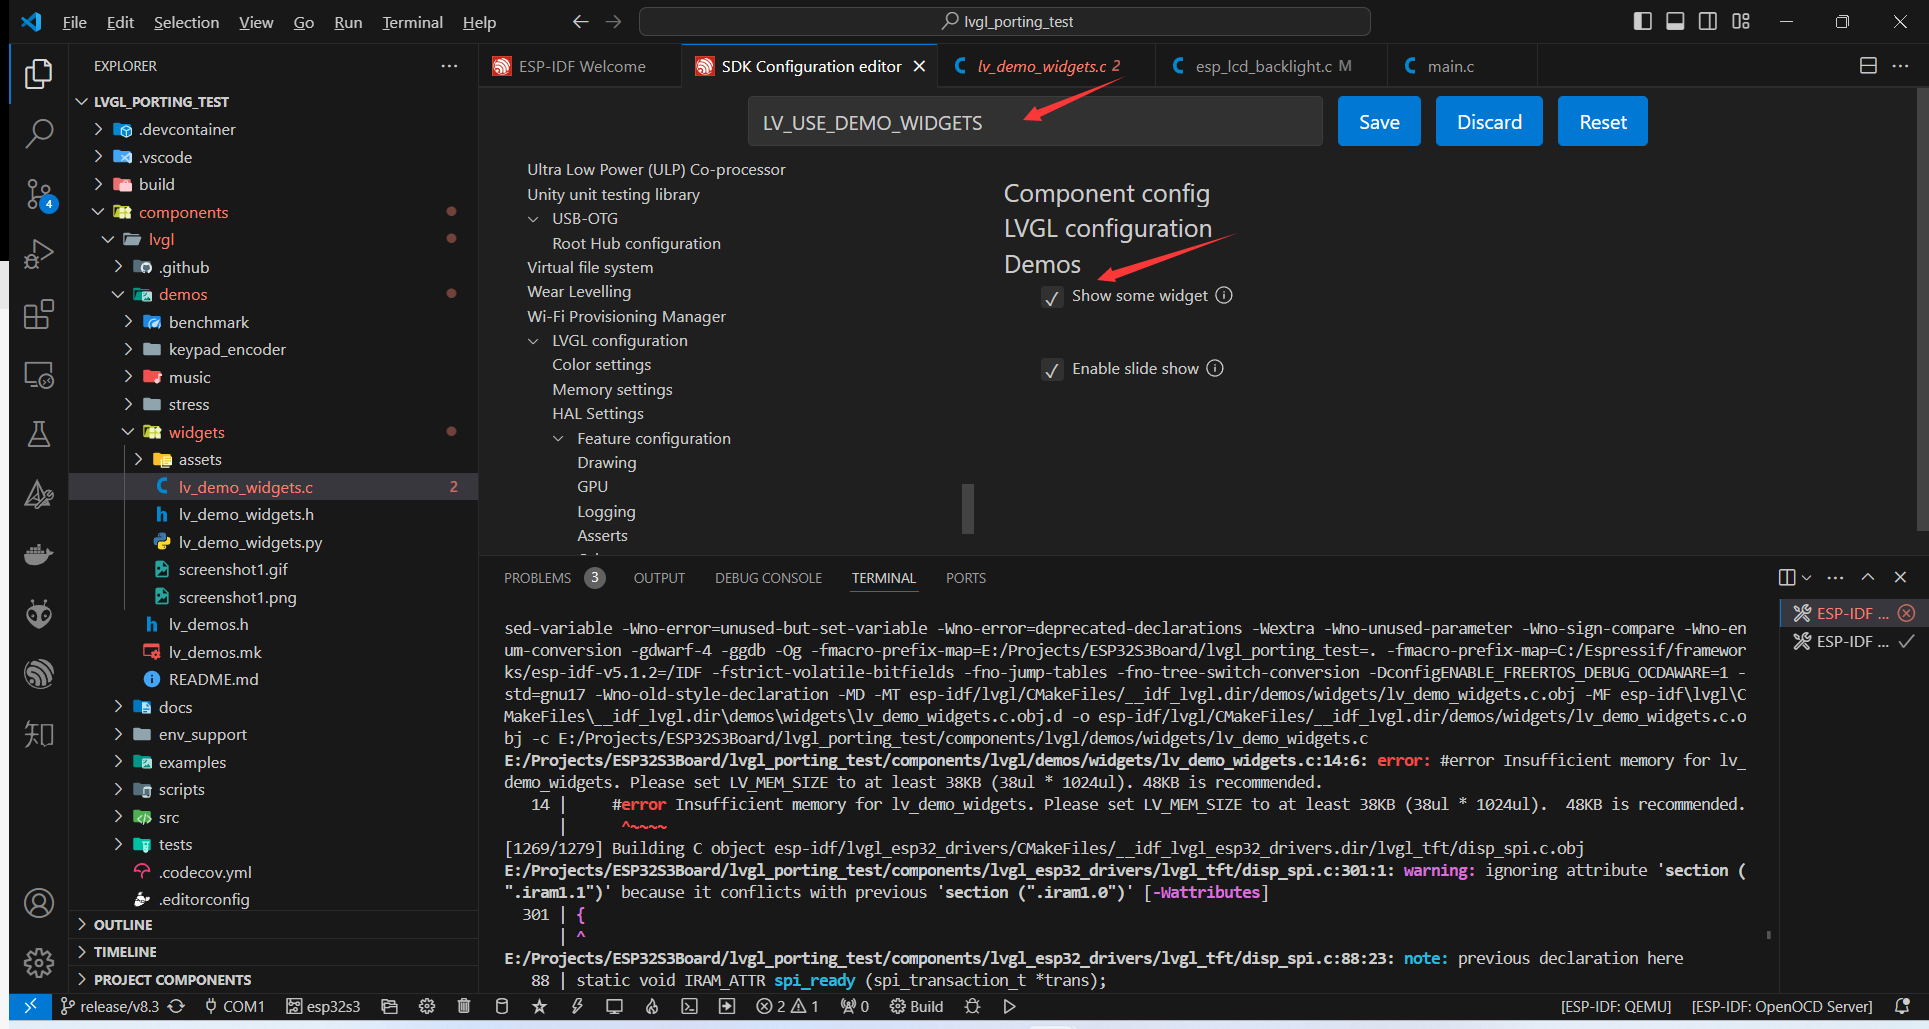 File Edit Selection View Go Run Terminal Help
lvgl_porting_test
EXPLORER
ESP-IDF Welcome
SDK Configuration editor
lv_demo_widgets.c 2
esp_lcd_backlight.c M
main.c
LVGL_PORTING_TEST
.devcontainer
.vscode
build
components
lvgl
.github
demos
benchmark
keypad_encoder
music
stress
widgets
assets
lv_demo_widgets.c 2
lv_demo_widgets.h
lv_demo_widgets.py
screenshot1.gif
screenshot1.png
lv_demos.h
lv_demos.mk
README.md
docs
env_support
examples
scripts
src
tests
.codecov.yml
.editorconfig
OUTLINE
TIMELINE
PROJECT COMPONENTS
4
知
LV_USE_DEMO_WIDGETS
Save
Discard
Reset
Ultra Low Power (ULP) Co-processor
Unity unit testing library
USB-OTG
Root Hub configuration
Virtual file system
Wear Levelling
Wi-Fi Provisioning Manager
LVGL configuration
Color settings
Memory settings
HAL Settings
Feature configuration
Drawing
GPU
Logging
Asserts
Component config
LVGL configuration
Demos
Show some widget
Enable slide show
PROBLEMS 3 OUTPUT DEBUG CONSOLE TERMINAL PORTS
ESP-IDF ...
ESP-IDF ...
sed-variable -Wno-error=unused-but-set-variable -Wno-error=deprecated-declarations -Wextra -Wno-unused-parameter -Wno-sign-compare -Wno-en
um-conversion -gdwarf-4 -ggdb -Og -fmacro-prefix-map=E:/Projects/ESP32S3Board/lvgl_porting_test=. -fmacro-prefix-map=C:/Espressif/framewor
ks/esp-idf-v5.1.2=/IDF -fstrict-volatile-bitfields -fno-jump-tables -fno-tree-switch-conversion -DconfigENABLE_FREERTOS_DEBUG_OCDAWARE=1 -
std=gnu17 -Wno-old-style-declaration -MD -MT esp-idf/lvgl/CMakeFiles/__idf_lvgl.dir/demos/widgets/lv_demo_widgets.c.obj -MF esp-idf\lvgl\C
MakeFiles\__idf_lvgl.dir\demos\widgets\lv_demo_widgets.c.obj.d -o esp-idf/lvgl/CMakeFiles/__idf_lvgl.dir/demos/widgets/lv_demo_widgets.c.o
bj -c E:/Projects/ESP32S3Board/lvgl_porting_test/components/lvgl/demos/widgets/lv_demo_widgets.c
E:/Projects/ESP32S3Board/lvgl_porting_test/components/lvgl/demos/widgets/lv_demo_widgets.c:14:6: error: #error Insufficient memory for lv_
demo_widgets. Please set LV_MEM_SIZE to at least 38KB (38ul * 1024ul). 48KB is recommended.
14 | #error Insufficient memory for lv_demo_widgets. Please set LV_MEM_SIZE to at least 38KB (38ul * 1024ul).  48KB is recommended.
| ^~~~~
[1269/1279] Building C object esp-idf/lvgl_esp32_drivers/CMakeFiles/__idf_lvgl_esp32_drivers.dir/lvgl_tft/disp_spi.c.obj
E:/Projects/ESP32S3Board/lvgl_porting_test/components/lvgl_esp32_drivers/lvgl_tft/disp_spi.c:301:1: warning: ignoring attribute 'section (
".iram1.1")' because it conflicts with previous 'section (".iram1.0")' [-Wattributes]
301 | {
| ^
E:/Projects/ESP32S3Board/lvgl_porting_test/components/lvgl_esp32_drivers/lvgl_tft/disp_spi.c:88:23: note: previous declaration here
88 | static void IRAM_ATTR spi_ready (spi_transaction_t *trans);
release/v8.3 COM1 esp32s3 2 1 0 Build [ESP-IDF: QEMU] [ESP-IDF: OpenOCD Server]